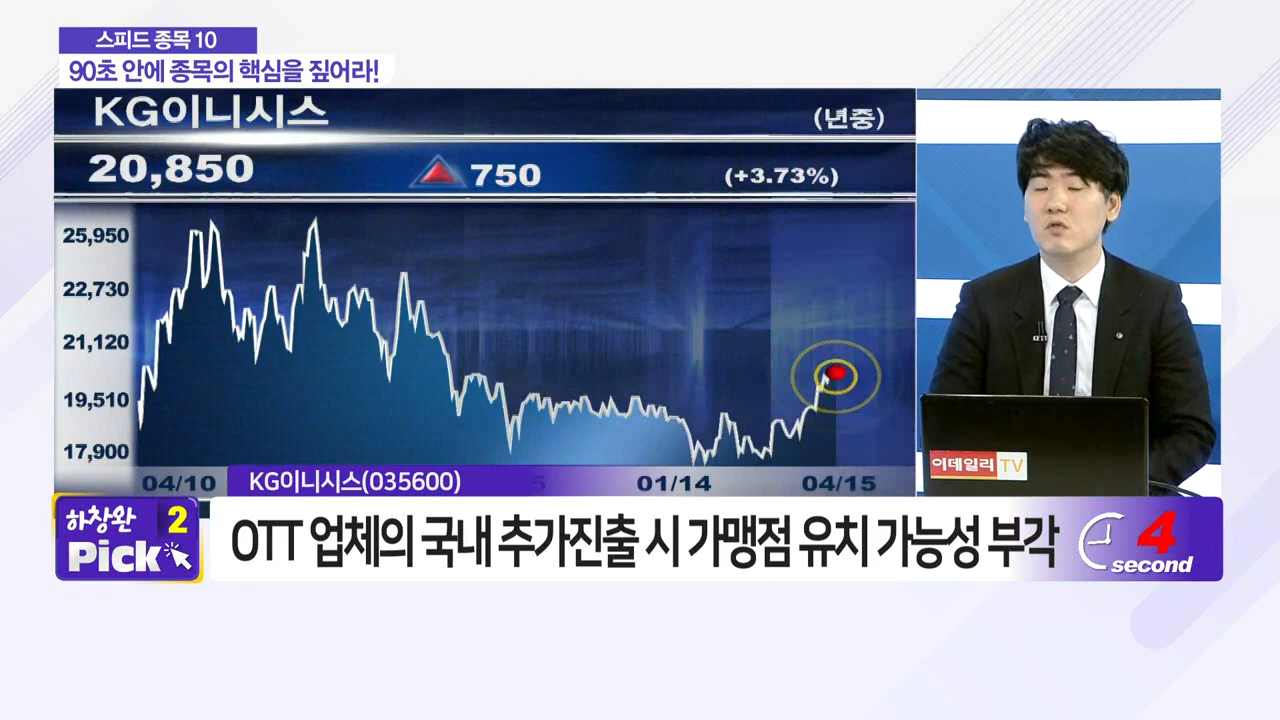 스피드 종목 10
90초 안에 종목의 핵심을 짚어라!
KG이니시스
(년중)
20,850
750
(+3.73%)
25,950
22,730
21,120
19,510
17,900
04/10
5
01/14
04/15
이데일리 TV
KG이니시스(035600)
하창완 Pick 2
OTT 업체의 국내 추가진출 시 가맹점 유치 가능성 부각
4 second